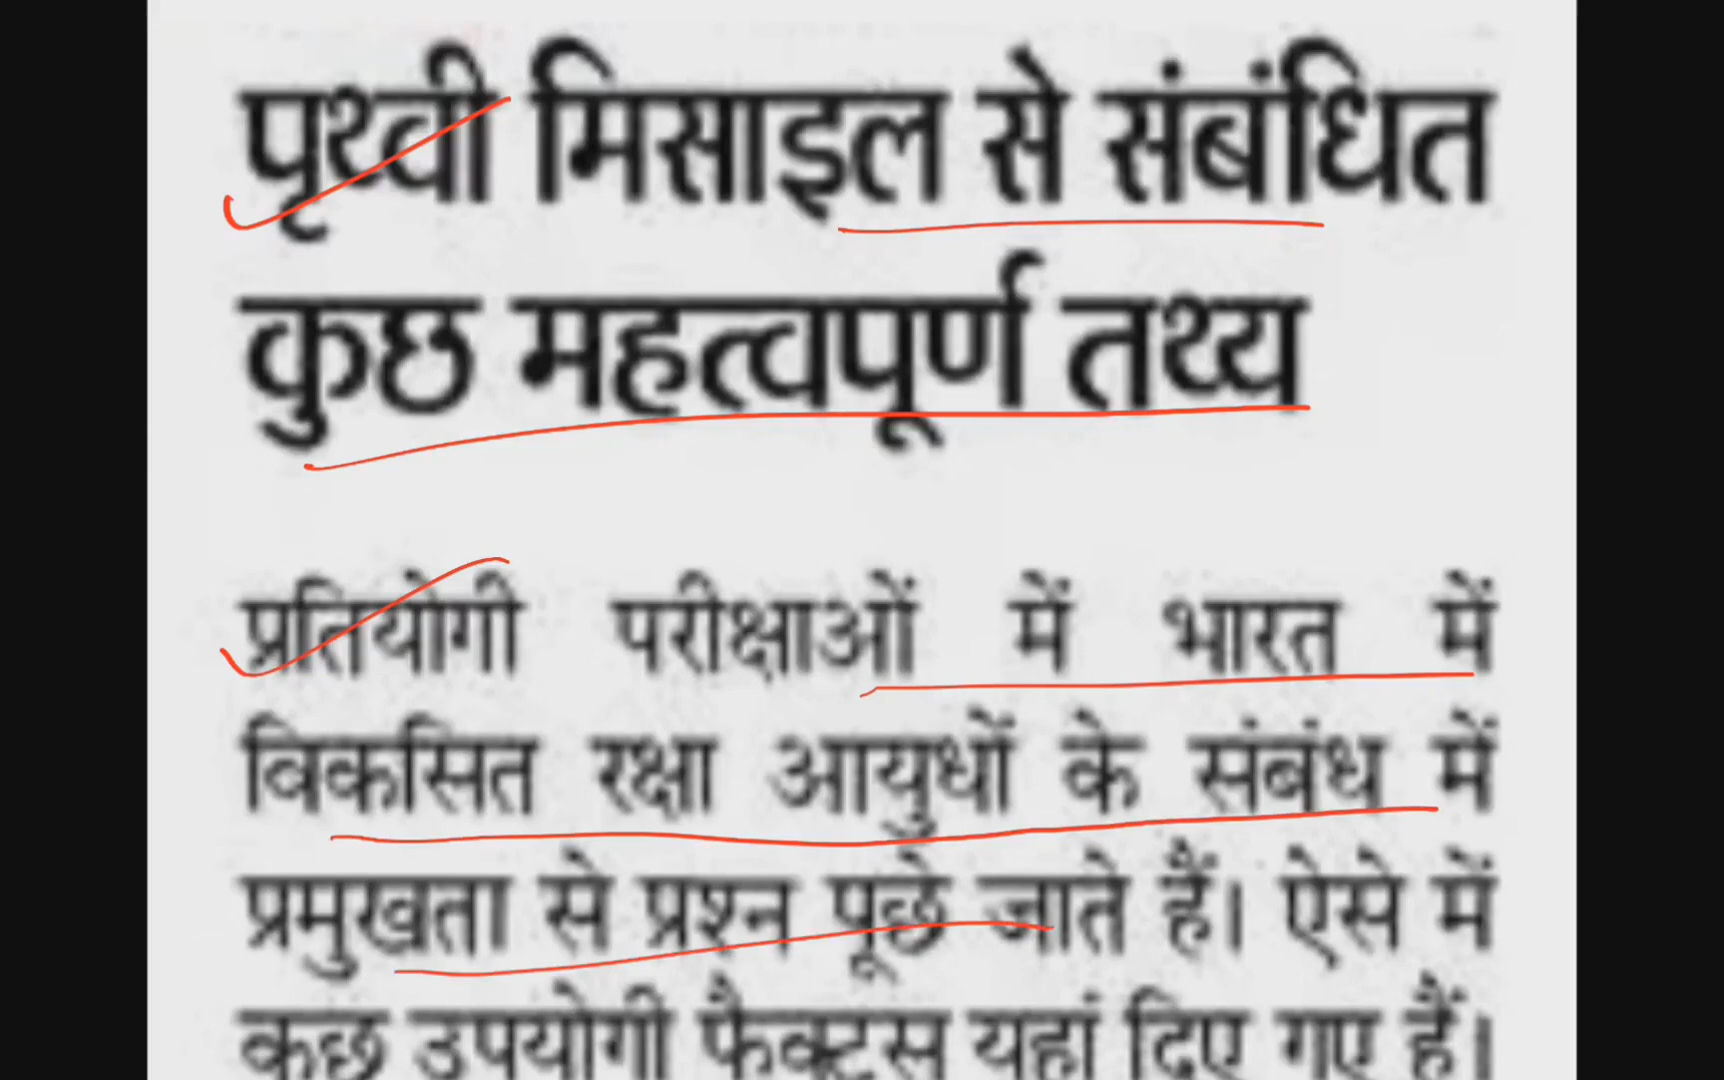 पृथ्वी मिसाइल से संबंधित
कुछ महत्वपूर्ण तथ्य
प्रतियोगी परीक्षाओं में भारत में
विकसित रक्षा आयुधों के संबंध में
प्रमुखता से प्रश्न पूछे जाते हैं। ऐसे में
कुछ उपयोगी फैक्ट्स यहां दिए गए हैं।